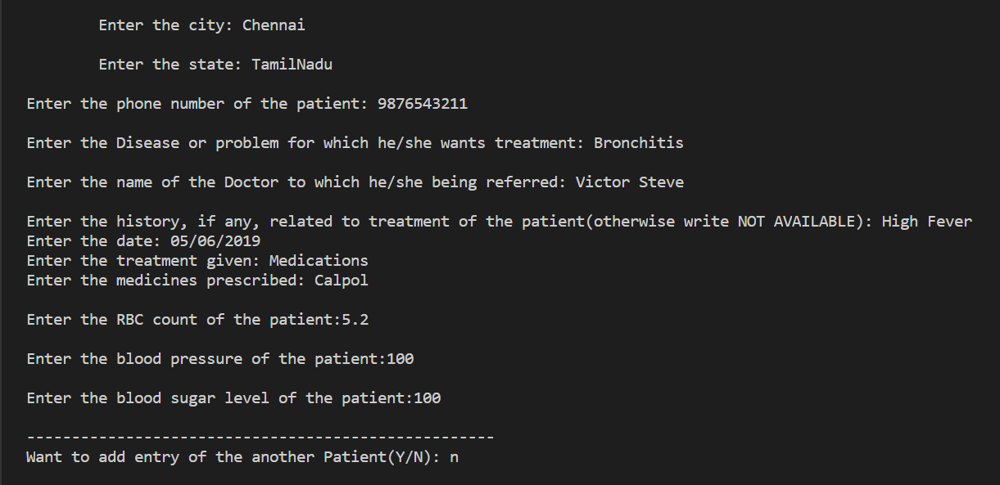 Enter the city: Chennai
Enter the state: TamilNadu
Enter the phone number of the patient: 9876543211
Enter the Disease or problem for which he/she wants treatment: Bronchitis
Enter the name of the Doctor to which he/she being referred: Victor Steve
Enter the history, if any, related to treatment of the patient(otherwise write NOT AVAILABLE): High Fever
Enter the date: 05/06/2019
Enter the treatment given: Medications
Enter the medicines prescribed: Calpol
Enter the RBC count of the patient:5.2
Enter the blood pressure of the patient:100
Enter the blood sugar level of the patient:100
----------------------------------------------------
Want to add entry of the another Patient(Y/N): n